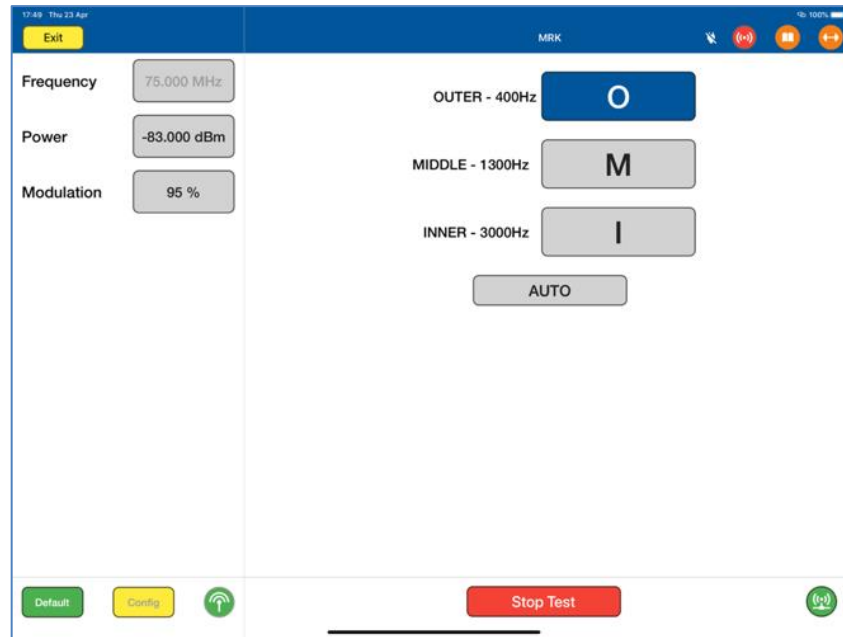 17:49 Thu 23 Apr
100%
Exit
MRK
Frequency
75.000 MHz
Power
-83.000 dBm
Modulation
95 %
OUTER - 400Hz
O
MIDDLE - 1300Hz
M
INNER - 3000Hz
I
AUTO
Default
Config
Stop Test